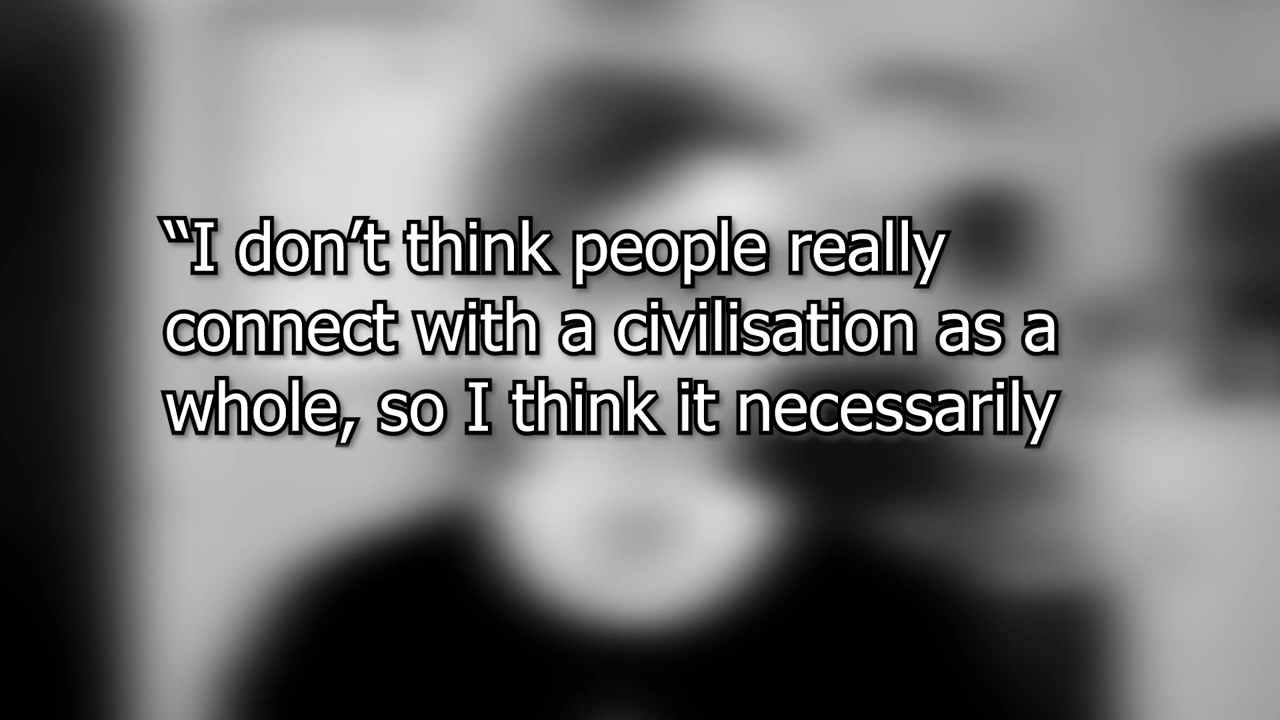 “I don’t think people really
connect with a civilisation as a
whole, so I think it necessarily